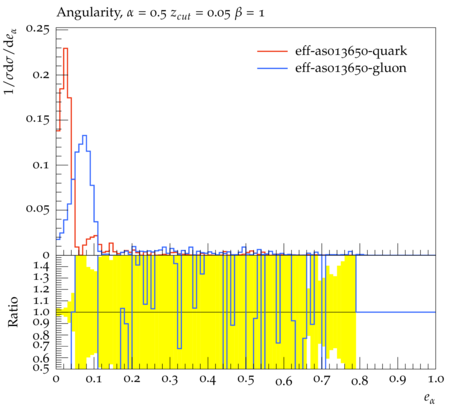 Angularity, α = 0.5 z_cut = 0.05 β = 1
1/σdσ/de_α
0.25
0.2
0.15
0.1
0.05
0
eff-as013650-quark
eff-as013650-gluon
Ratio
1.4
1.3
1.2
1.1
1.0
0.9
0.8
0.7
0.6
0.5
0 0.1 0.2 0.3 0.4 0.5 0.6 0.7 0.8 0.9 1.0
e_α